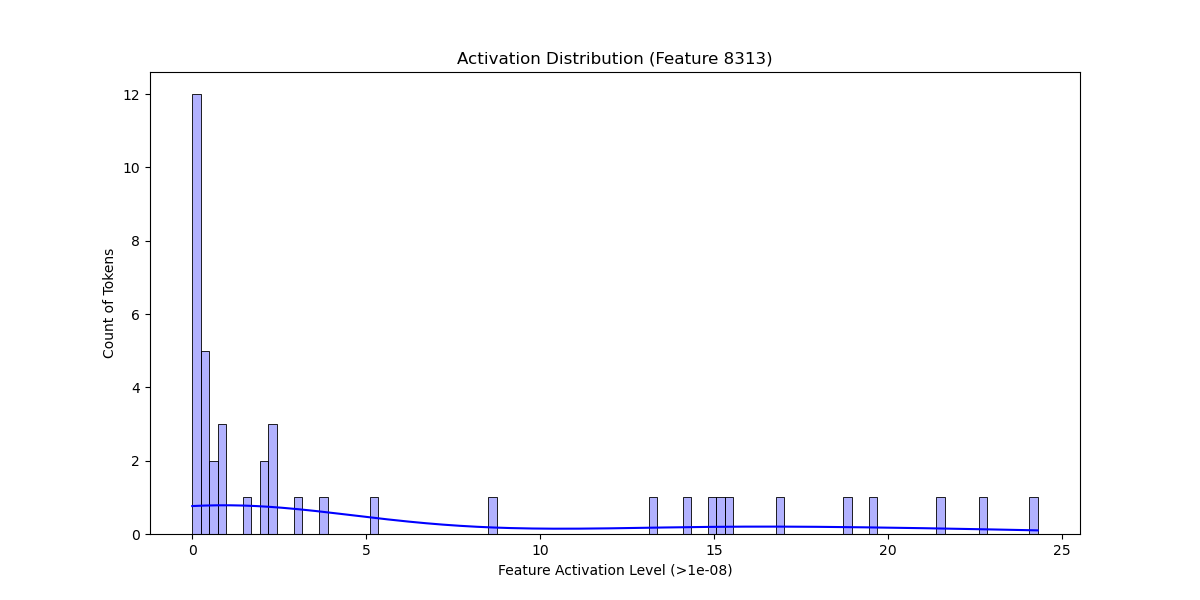 Activation Distribution (Feature 8313)
12
10
8
6
4
2
0
Count of Tokens
0 5 10 15 20 25
Feature Activation Level (>1e-08)